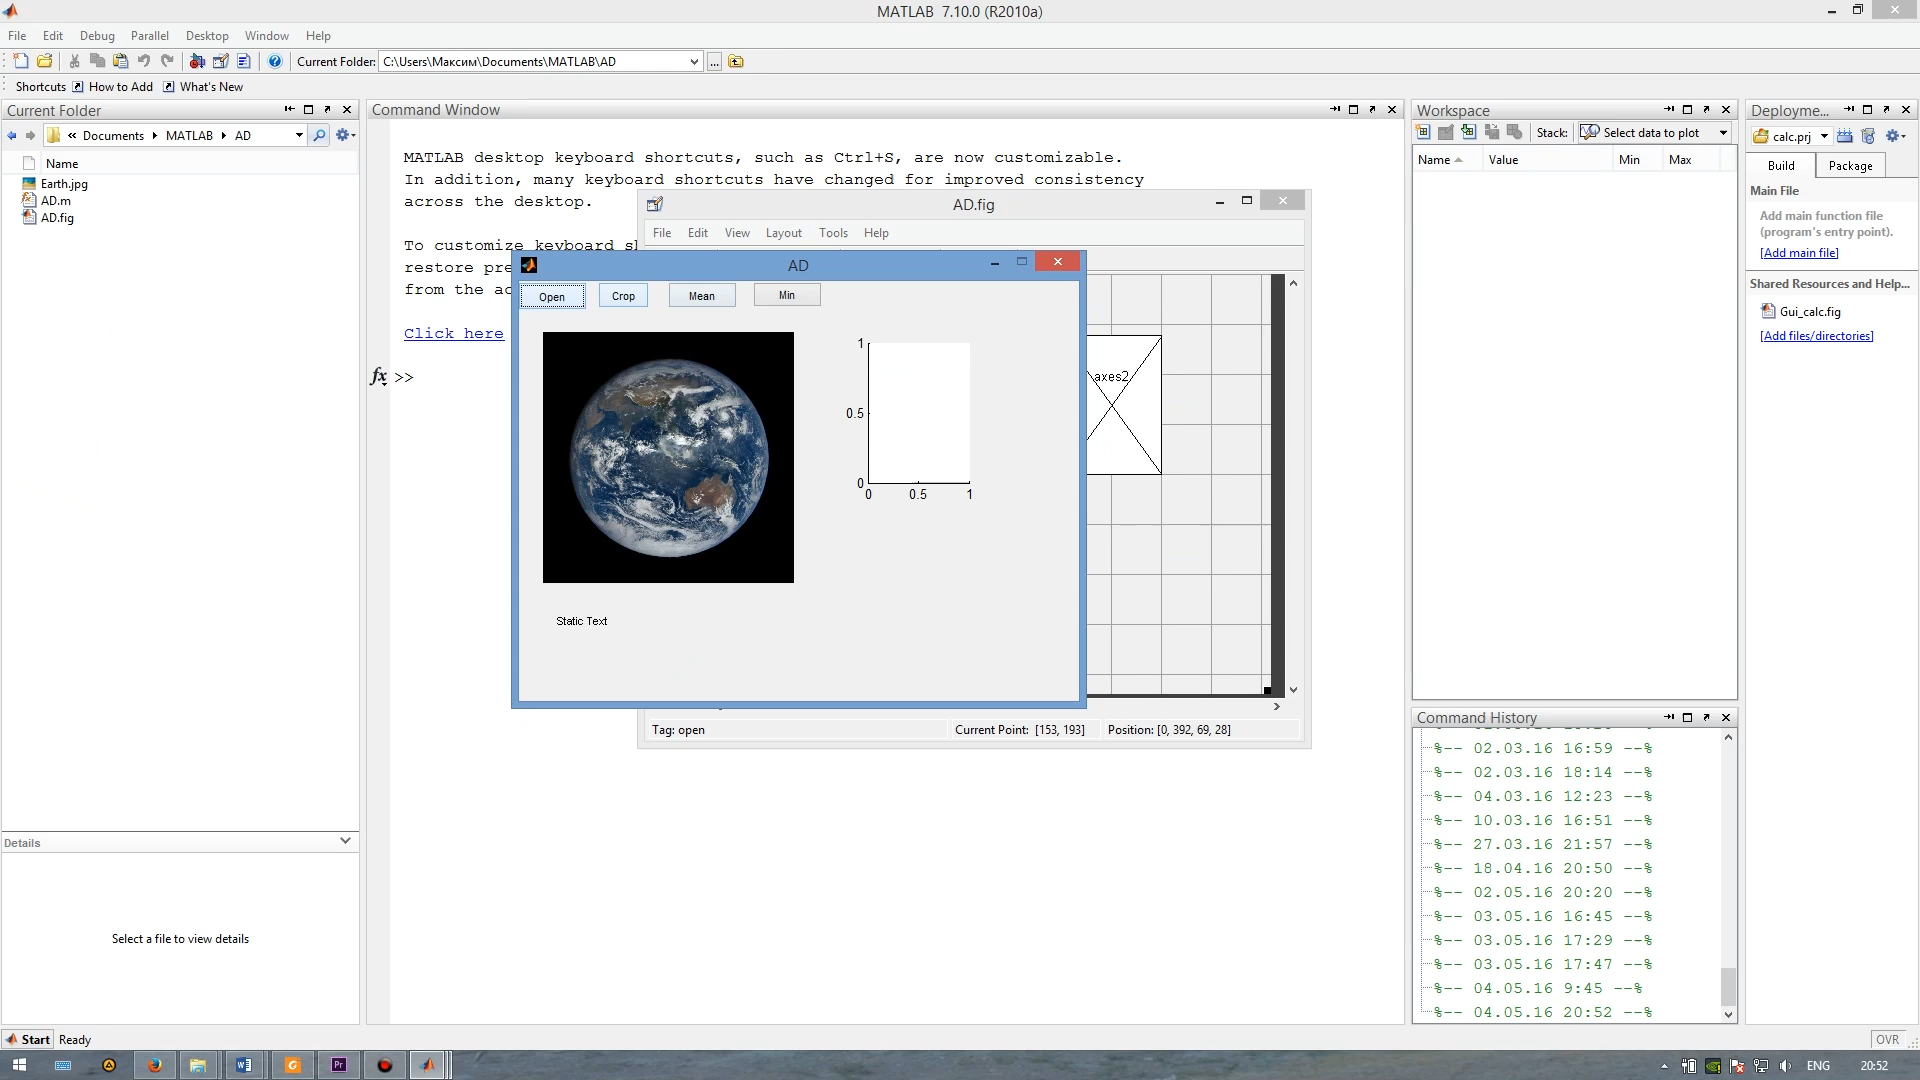 MATLAB 7.10.0 (R2010a)
File Edit Debug Parallel Desktop Window Help
Current Folder: C:\Users\Максим\Documents\MATLAB\AD ...
Shortcuts How to Add What's New
Current Folder
« Documents MATLAB AD
Name
Earth.jpg
AD.m
AD.fig
Details
Select a file to view details
Command Window
MATLAB desktop keyboard shortcuts, such as Ctrl+S, are now customizable.
In addition, many keyboard shortcuts have changed for improved consistency
across the desktop.
To customize keyboard
restore
from the
Click here
fx >>
AD.fig
File Edit View Layout Tools Help
axes2
Tag: open Current Point: [153, 193] Position: [0, 392, 69, 28]
AD
Open Crop Mean Min
1
0.5
0
0 0.5 1
Static Text
Workspace
Stack: Select data to plot
Name Value Min Max
Command History
%-- 02.03.16 16:59 --%
%-- 02.03.16 18:14 --%
%-- 04.03.16 12:23 --%
%-- 10.03.16 16:51 --%
%-- 27.03.16 21:57 --%
%-- 18.04.16 20:50 --%
%-- 02.05.16 20:20 --%
%-- 03.05.16 16:45 --%
%-- 03.05.16 17:29 --%
%-- 03.05.16 17:47 --%
%-- 04.05.16 9:45 --%
%-- 04.05.16 20:52 --%
Deployme...
calc.prj
Build Package
Main File
Add main function file
(program's entry point).
[Add main file]
Shared Resources and Help...
Gui_calc.fig
[Add files/directories]
Start Ready
OVR
Pr
ENG 20:52